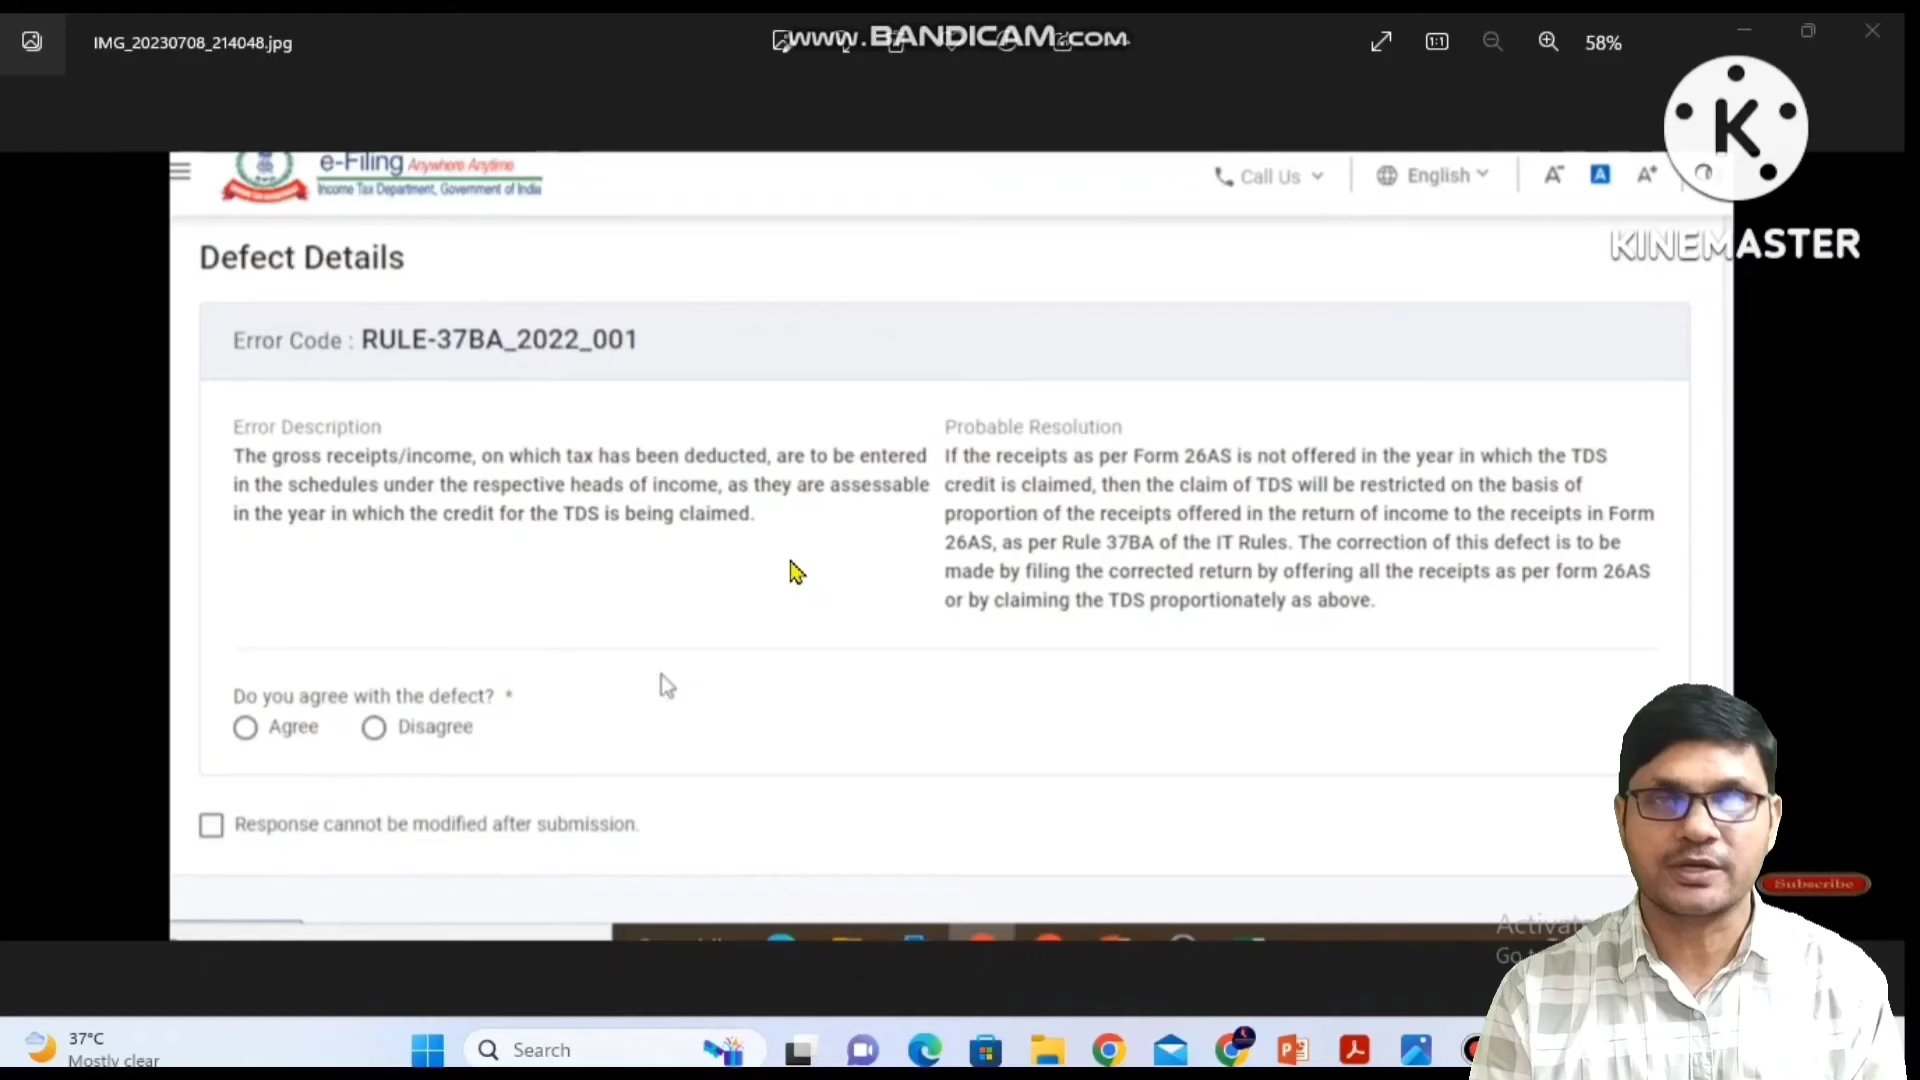 IMG_20230708_214048.jpg
www.BANDICAM.com
58%
K
KINEMASTER
e-Filing Anywhere Anytime
Income Tax Department, Government of India
Call Us
English
A-
A
A+
Defect Details
Error Code : RULE-37BA_2022_001
Error Description
The gross receipts/income, on which tax has been deducted, are to be entered
in the schedules under the respective heads of income, as they are assessable
in the year in which the credit for the TDS is being claimed.
Probable Resolution
If the receipts as per Form 26AS is not offered in the year in which the TDS
credit is claimed, then the claim of TDS will be restricted on the basis of
proportion of the receipts offered in the return of income to the receipts in Form
26AS, as per Rule 37BA of the IT Rules. The correction of this defect is to be
made by filing the corrected return by offering all the receipts as per form 26AS
or by claiming the TDS proportionately as above.
Do you agree with the defect? *
Agree
Disagree
Response cannot be modified after submission.
Subscribe
37°C
Mostly clear
Search